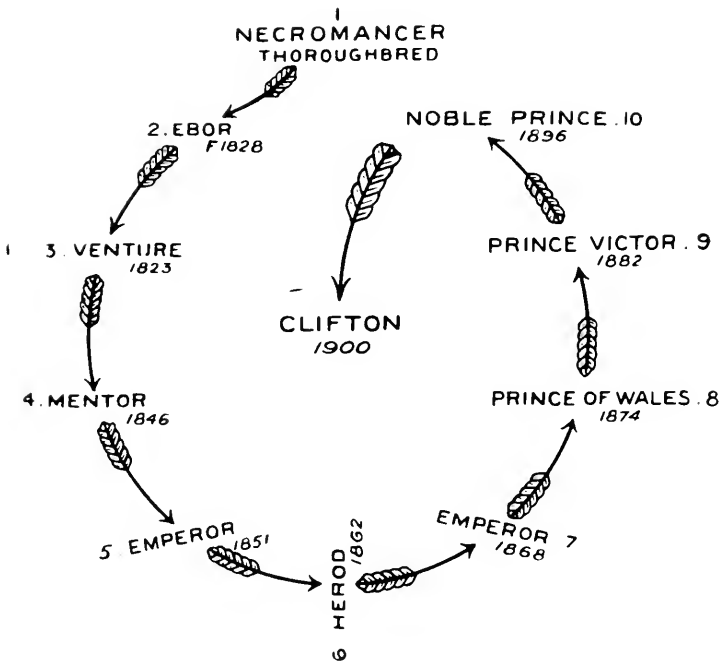 1
NECROMANCER
THOROUGHBRED
2. EBOR
F1828
3. VENTURE
1823
4. MENTOR
1846
5 EMPEROR 1851
6 HEROD 1862
EMPEROR 7
1868
PRINCE OF WALES. 8
1874
PRINCE VICTOR. 9
1882
NOBLE PRINCE. 10
1896
CLIFTON
1900